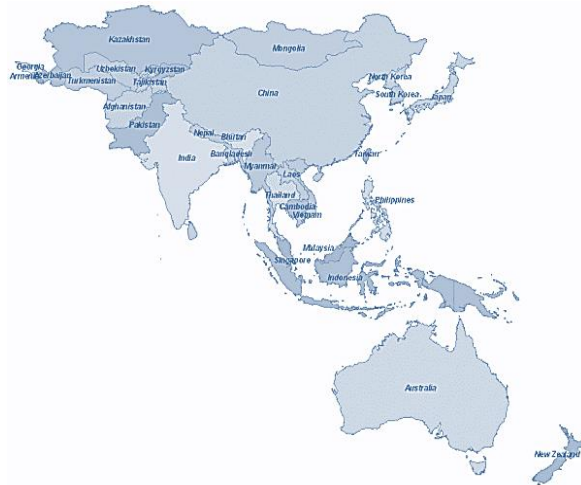 Kazakhstan
Mongolia
Georgia
Armenia
Azerbaijan
Uzbekistan
Kyrgyzstan
Turkmenistan
Tajikistan
North Korea
South Korea
Japan
China
Afghanistan
Pakistan
Nepal
Bhutan
India
Bangladesh
Myanmar
Taiwan
Laos
Thailand
Cambodia
Vietnam
Philippines
Malaysia
Singapore
Indonesia
Australia
New Zealand